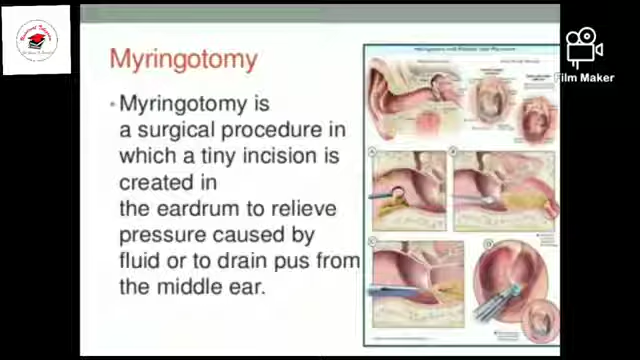 Myringotomy
• Myringotomy is
a surgical procedure in
which a tiny incision is
created in
the eardrum to relieve
pressure caused by
fluid or to drain pus from
the middle ear.
A
B
C
D
Film Maker